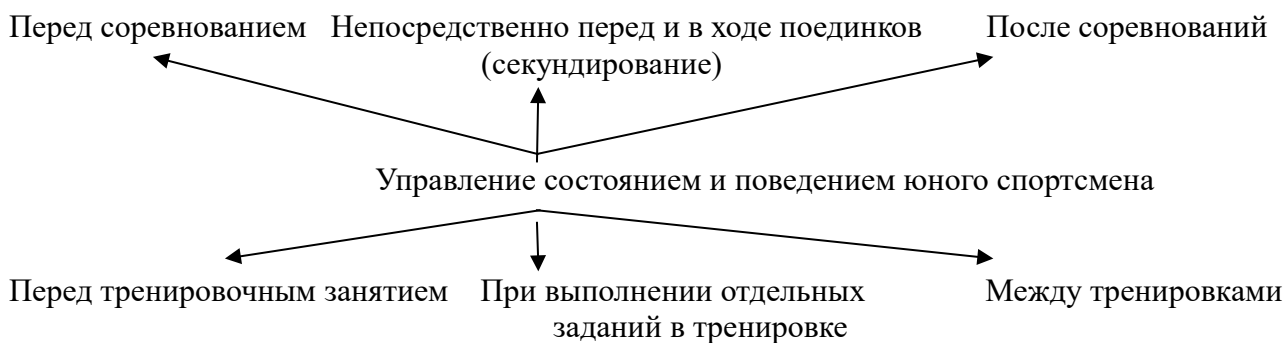 Перед соревнованием Непосредственно перед и в ходе поединков После соревнований
(секундирование)
Управление состоянием и поведением юного спортсмена
Перед тренировочным занятием При выполнении отдельных Между тренировками
заданий в тренировке